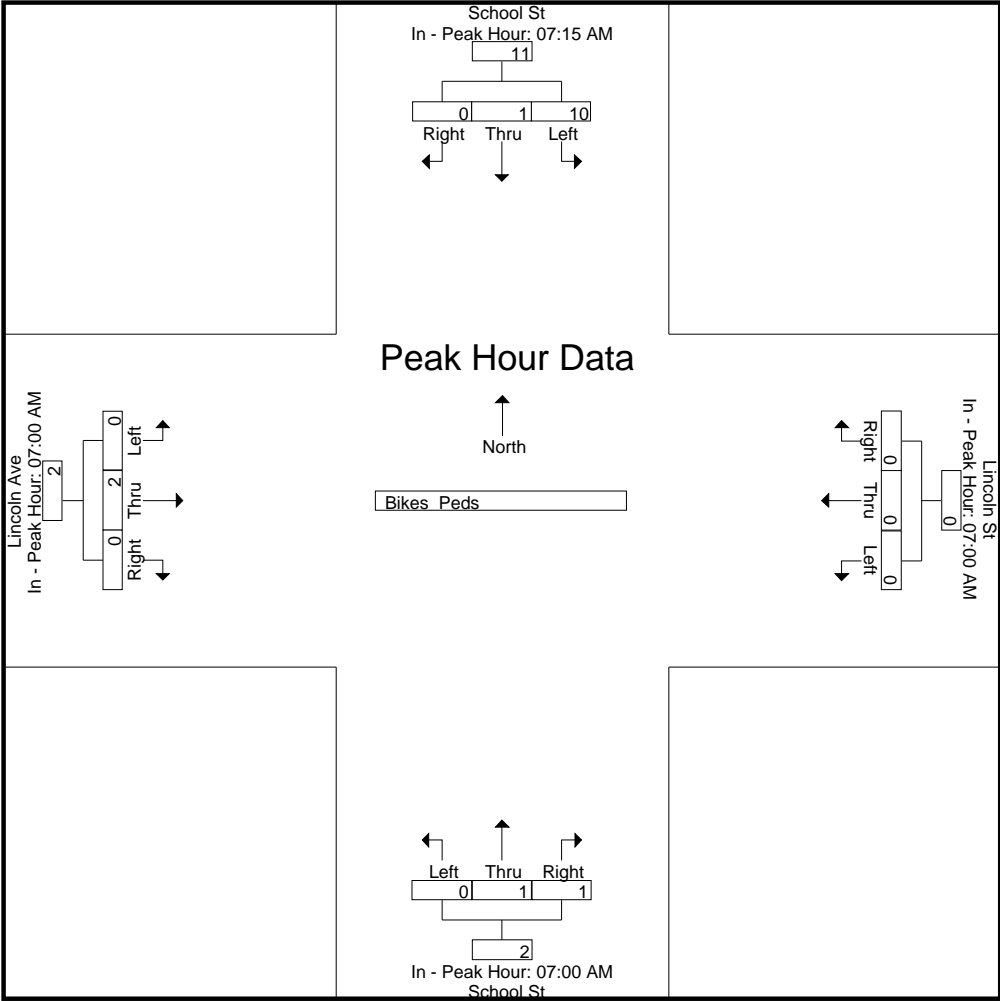 School St
In - Peak Hour: 07:15 AM
11
0 1 10
Right Thru Left
Peak Hour Data
North
Bikes Peds
Lincoln Ave
In - Peak Hour: 07:00 AM
2
0 2 0
Left Thru Right
Lincoln St
In - Peak Hour: 07:00 AM
0
0 0 0
Right Thru Left
Left Thru Right
0 1 1
2
In - Peak Hour: 07:00 AM
School St